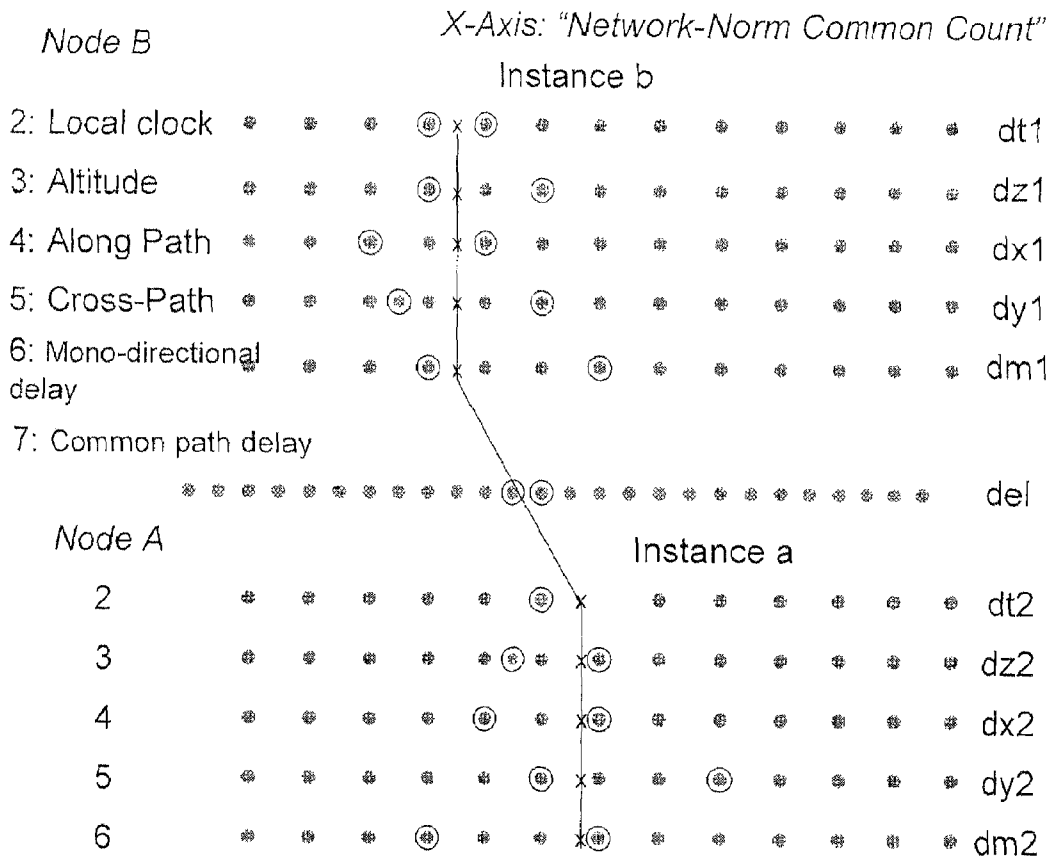 Node B
X-Axis: “Network-Norm Common Count”
Instance b
2: Local clock dt1
3: Altitude dz1
4: Along Path dx1
5: Cross-Path dy1
6: Mono-directional
delay
dm1
7: Common path delay
del
Node A
Instance a
2 dt2
3 dz2
4 dx2
5 dy2
6 dm2